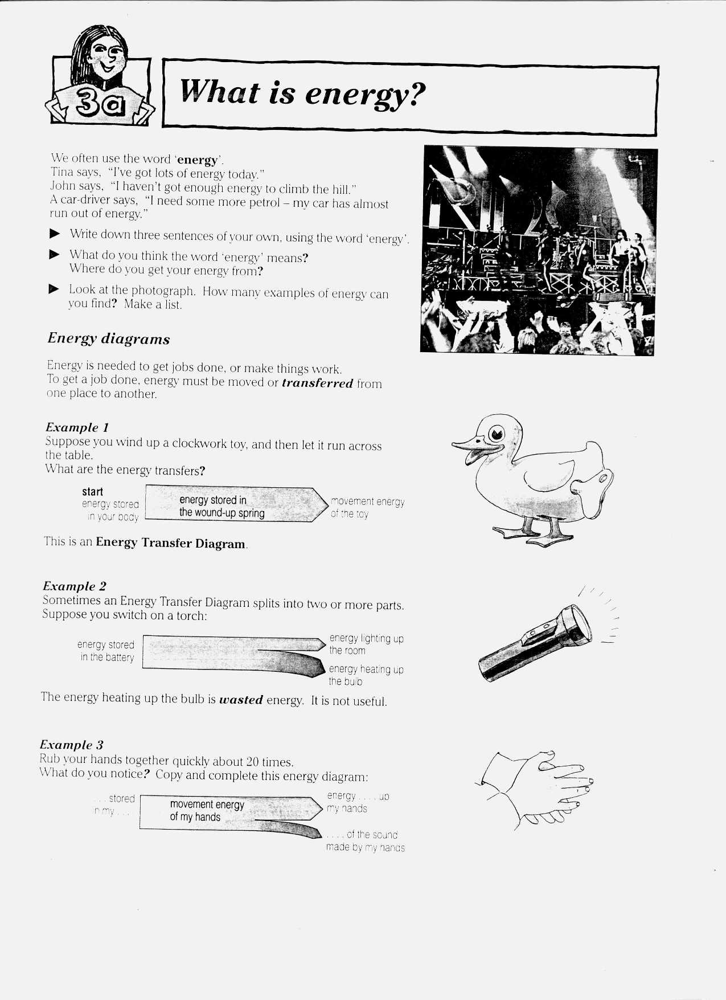 3a
What is energy?
We often use the word ‘energy’.
Tina says, “I've got lots of energy today.”
John says, “I haven't got enough energy to climb the hill.”
A car-driver says, “I need some more petrol – my car has almost
run out of energy.”
► Write down three sentences of your own, using the word ‘energy’.
► What do you think the word ‘energy’ means?
Where do you get your energy from?
► Look at the photograph. How many examples of energy can
you find? Make a list.
Energy diagrams
Energy is needed to get jobs done, or make things work.
To get a job done, energy must be moved or transferred from
one place to another.
Example 1
Suppose you wind up a clockwork toy, and then let it run across
the table.
What are the energy transfers?
start
energy stored
in your body
energy stored in
the wound-up spring
movement energy
of the toy
This is an Energy Transfer Diagram.
Example 2
Sometimes an Energy Transfer Diagram splits into two or more parts.
Suppose you switch on a torch:
energy stored
in the battery
energy lighting up
the room
energy heating up
the bulb
The energy heating up the bulb is wasted energy. It is not useful.
Example 3
Rub your hands together quickly about 20 times.
What do you notice? Copy and complete this energy diagram:
. . . stored
in my . . .
movement energy
of my hands
energy . . . . up
my hands
. . . . of the sound
made by my hands